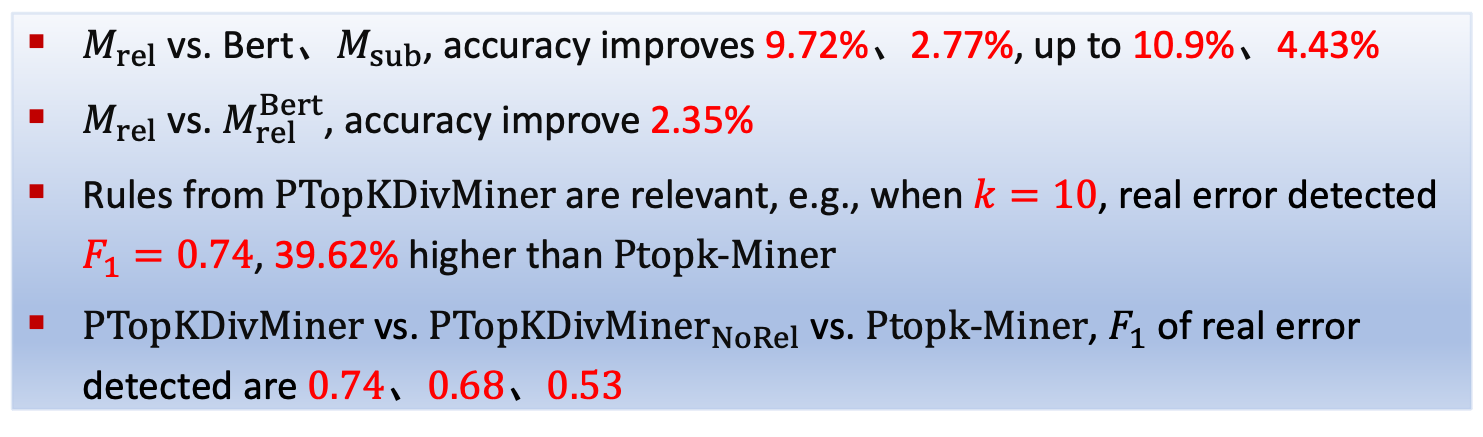 ▪ M_rel vs. Bert、M_sub, accuracy improves 9.72%、2.77%, up to 10.9%、4.43%
▪ M_rel vs. M_rel^Bert, accuracy improve 2.35%
▪ Rules from PTopKDivMiner are relevant, e.g., when k = 10, real error detected
F_1 = 0.74, 39.62% higher than Ptopk-Miner
▪ PTopKDivMiner vs. PTopKDivMiner_NoRel vs. Ptopk-Miner, F_1 of real error
detected are 0.74、0.68、0.53